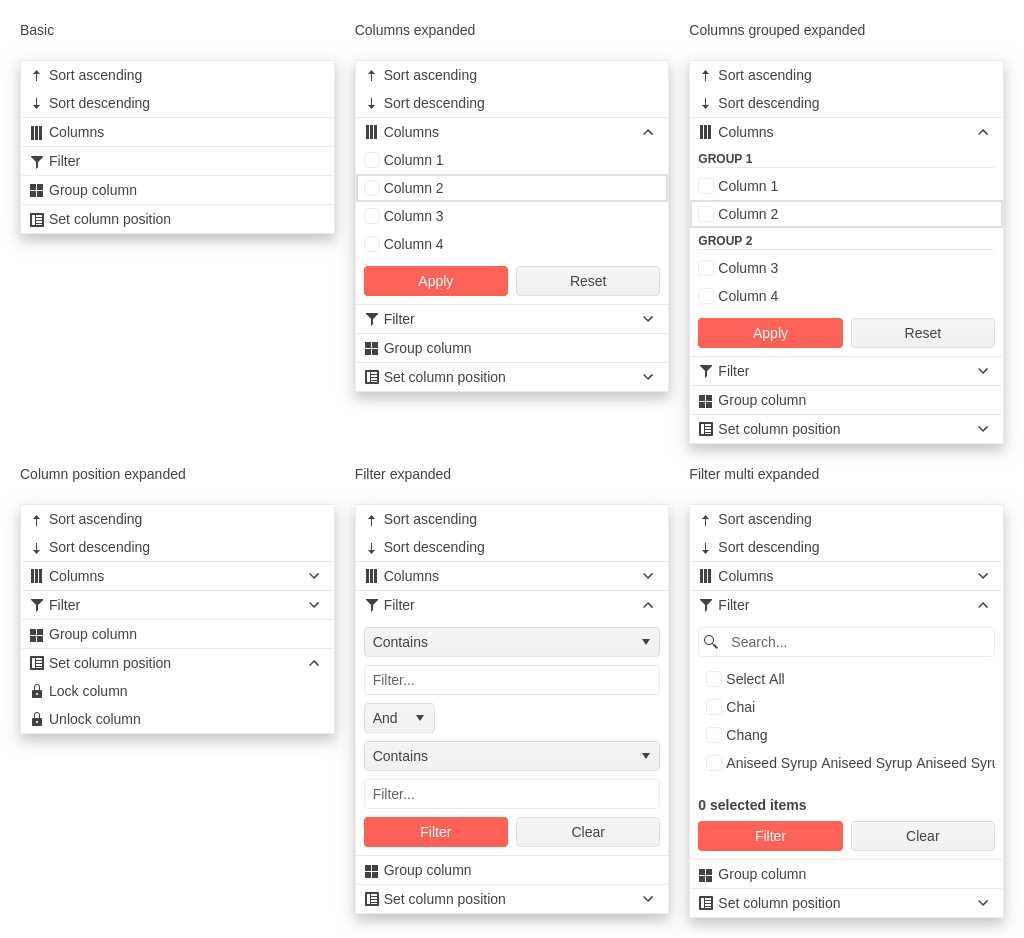 Basic
Sort ascending
Sort descending
Columns
Filter
Group column
Set column position
Columns expanded
Sort ascending
Sort descending
Columns
Column 1
Column 2
Column 3
Column 4
Apply Reset
Filter
Group column
Set column position
Columns grouped expanded
Sort ascending
Sort descending
Columns
GROUP 1
Column 1
Column 2
GROUP 2
Column 3
Column 4
Apply Reset
Filter
Group column
Set column position
Column position expanded
Sort ascending
Sort descending
Columns
Filter
Group column
Set column position
Lock column
Unlock column
Filter expanded
Sort ascending
Sort descending
Columns
Filter
Contains
Filter...
And
Contains
Filter...
Filter Clear
Group column
Set column position
Filter multi expanded
Sort ascending
Sort descending
Columns
Filter
Search...
Select All
Chai
Chang
Aniseed Syrup Aniseed Syrup Aniseed Syru
0 selected items
Filter Clear
Group column
Set column position